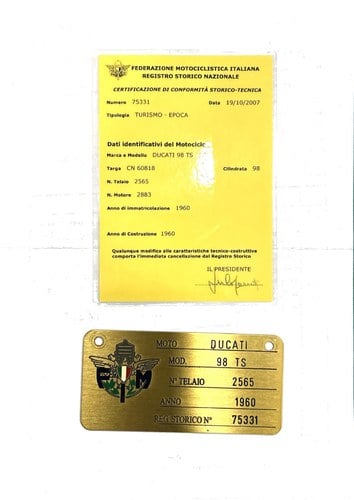 FEDERAZIONE MOTOCICLISTICA ITALIANA
REGISTRO STORICO NAZIONALE
CERTIFICAZIONE DI CONFORMITÀ STORICO-TECNICA
Numero 75331 Data 19/10/2007
Tipologia TURISMO - EPOCA
Dati identificativi del Motocicl
Marca e Modello DUCATI 98 TS
Targa CN 60818 Cilindrata 98
N. Telaio 2565
N. Motore 2883
Anno di immatricolazione 1960
Anno di Costruzione 1960
Qualunque modifica alle caratteristiche tecnico-costruttive
comporta l'immediata cancellazione dal Registro Storico
IL PRESIDENTE
MOTO DUCATI
MOD. 98 TS
N° TELAIO 2565
ANNO 1960
REG.STORICO N° 75331
F M I